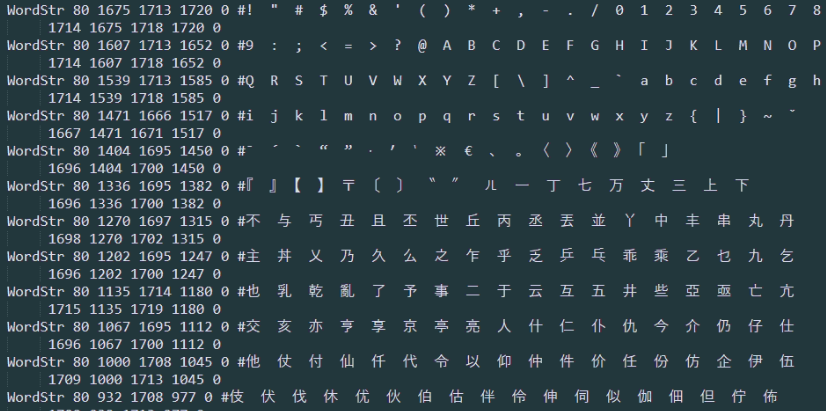 WordStr 80 1675 1713 1720 0 #! " # $ % & ' ( ) * + , - . / 0 1 2 3 4 5 6 7 8
1714 1675 1718 1720 0
WordStr 80 1607 1713 1652 0 #9 : ; < = > ? @ A B C D E F G H I J K L M N O P
1714 1607 1718 1652 0
WordStr 80 1539 1713 1585 0 #Q R S T U V W X Y Z [ \ ] ^ _ ` a b c d e f g h
1714 1539 1718 1585 0
WordStr 80 1471 1666 1517 0 #i j k l m n o p q r s t u v w x y z { | } ~ ˘
1667 1471 1671 1517 0
WordStr 80 1404 1695 1450 0 #ˉ ˊ ˋ “ ” · ′ ‵ ※ € 、 。 〈 〉 《 》 「 」
1696 1404 1700 1450 0
WordStr 80 1336 1695 1382 0 #『 』 【 】 〒 〔 〕 〝 〞 ㄦ 一 丁 七 万 丈 三 上 下
1696 1336 1700 1382 0
WordStr 80 1270 1697 1315 0 #不 与 丐 丑 且 丕 世 丘 丙 丞 丟 並 丫 中 丰 串 丸 丹
1698 1270 1702 1315 0
WordStr 80 1202 1695 1247 0 #主 丼 乂 乃 久 么 之 乍 乎 乏 乒 乓 乖 乘 乙 乜 九 乞
1696 1202 1700 1247 0
WordStr 80 1135 1714 1180 0 #也 乳 乾 亂 了 予 事 二 于 云 互 五 井 些 亞 亟 亡 亢
1715 1135 1719 1180 0
WordStr 80 1067 1695 1112 0 #交 亥 亦 亨 享 京 亭 亮 人 什 仁 仆 仇 今 介 仍 仔 仕
1696 1067 1700 1112 0
WordStr 80 1000 1708 1045 0 #他 仗 付 仙 仟 代 令 以 仰 仲 件 价 任 份 仿 企 伊 伍
1709 1000 1713 1045 0
WordStr 80 932 1708 977 0 #伎 伏 伐 休 优 伙 伯 估 伴 伶 伸 伺 似 伽 佃 但 佇 佈